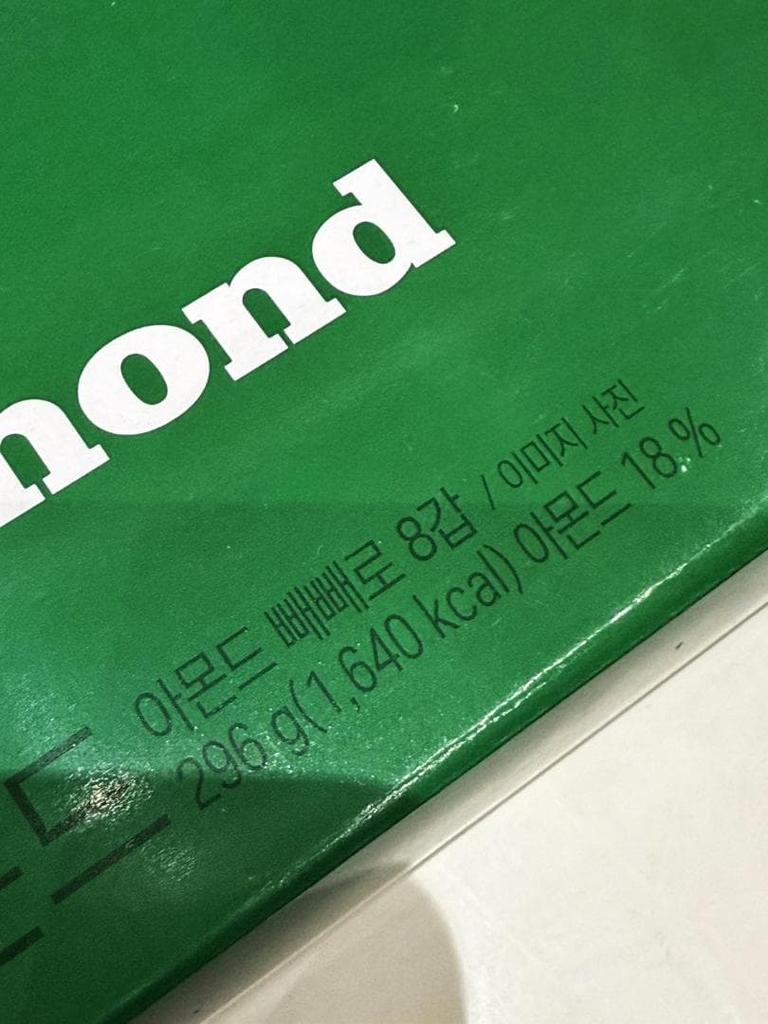 mond
아몬드 빼빼로 8갑 / 이미지 사진
296 g(1,640 kcal) 아몬드 18 %
드